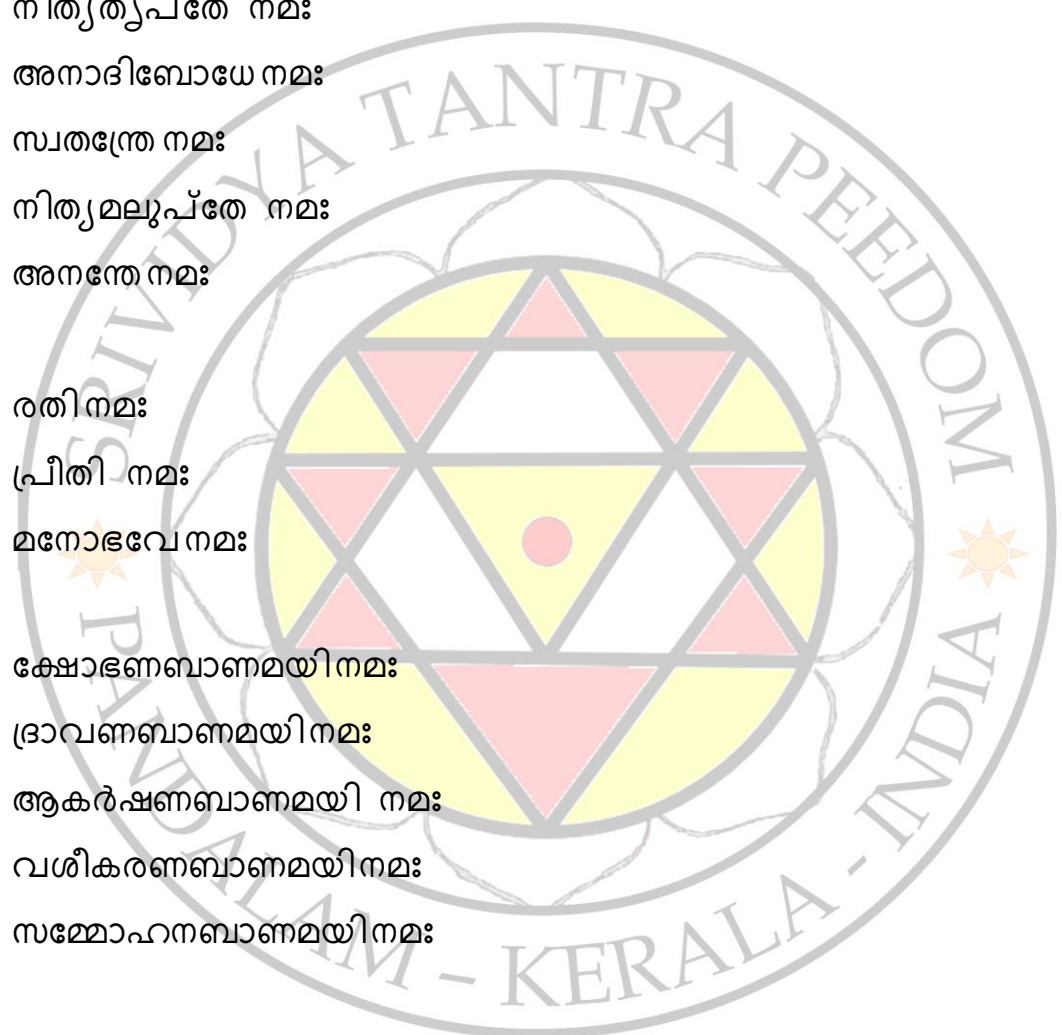 നിത്യതൃപ്തേ നമഃ
അനാദിബോധേ നമഃ
സ്വതന്ത്രേ നമഃ
നിത്യമലുപ്തേ നമഃ
അനന്തേ നമഃ
രതി നമഃ
പ്രീതി നമഃ
മനോഭവേ നമഃ
ക്ഷോഭണബാണമയി നമഃ
ദ്രാവണബാണമയി നമഃ
ആകർഷണബാണമയി നമഃ
വശീകരണബാണമയി നമഃ
സമ്മോഹനബാണമയി നമഃ
SRIVIDYA TANTRA PEEDOM
PANDALAM – KERALA - INDIA